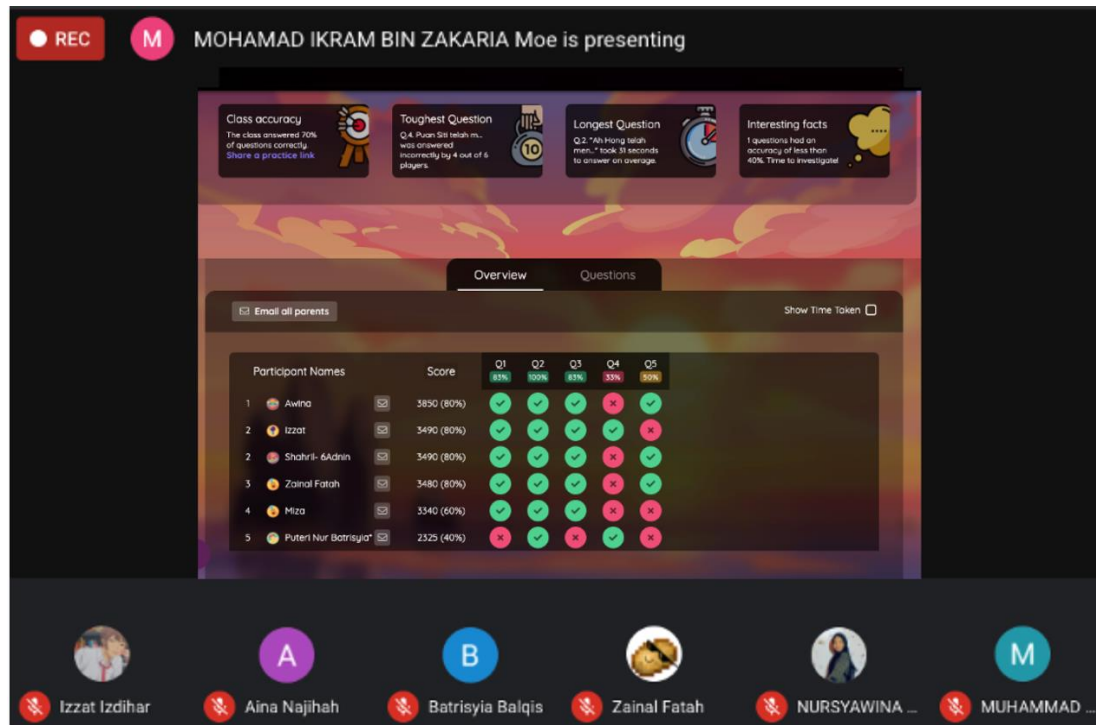 REC
M
MOHAMAD IKRAM BIN ZAKARIA Moe is presenting
Class accuracy
The class answered 70%
of questions correctly.
Share a practice link
Toughest Question
Q.4. Puan Siti telah m...
was answered
incorrectly by 4 out of 6
players.
10
Longest Question
Q.2. "Ah Hong telah
men..." took 31 seconds
to answer on average.
Interesting facts
1 questions had an
accuracy of less than
40%. Time to investigate!
Overview
Questions
Email all parents
Show Time Taken
Participant Names Score Q1 Q2 Q3 Q4 Q5
83% 100% 83% 33% 50%
1 Awina 3850 (80%)
2 Izzat 3490 (80%)
2 Shahril- 6Adnin 3490 (80%)
3 Zainal Fatah 3480 (80%)
4 Miza 3340 (60%)
5 Puteri Nur Batrisyia* 2325 (40%)
A
B
M
Izzat Izdihar
Aina Najihah
Batrisyia Balqis
Zainal Fatah
NURSYAWINA ...
MUHAMMAD ...